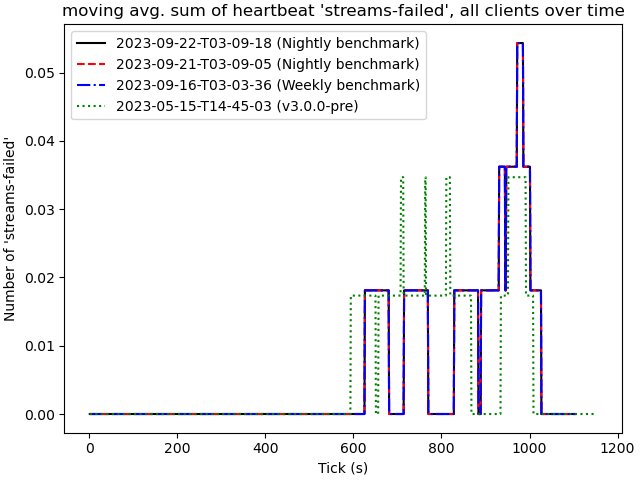 moving avg. sum of heartbeat 'streams-failed', all clients over time
2023-09-22-T03-09-18 (Nightly benchmark)
2023-09-21-T03-09-05 (Nightly benchmark)
2023-09-16-T03-03-36 (Weekly benchmark)
2023-05-15-T14-45-03 (v3.0.0-pre)
Number of 'streams-failed'
0.05
0.04
0.03
0.02
0.01
0.00
0 200 400 600 800 1000 1200
Tick (s)